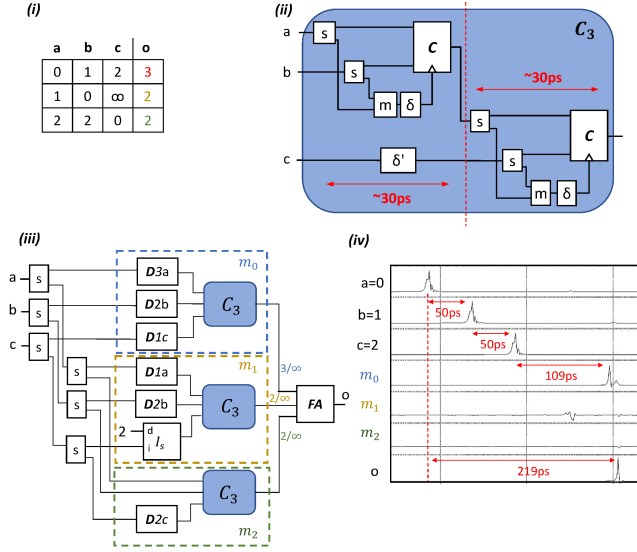 (i)
a b c o
0 1 2 3
1 0 ∞ 2
2 2 0 2
(ii)
C₃
a
s
C
b
s
m
δ
~30ps
s
C
c
δ'
s
m
δ
~30ps
(iii)
m₀
a
s
D3a
b
s
D2b
C₃
c
s
D1c
3/∞
m₁
s
D1a
s
D2b
C₃
2/∞
FA
o
2
d
i
Iₛ
s
2/∞
C₃
D2c
m₂
(iv)
a=0
50ps
b=1
50ps
c=2
109ps
m₀
m₁
m₂
219ps
o